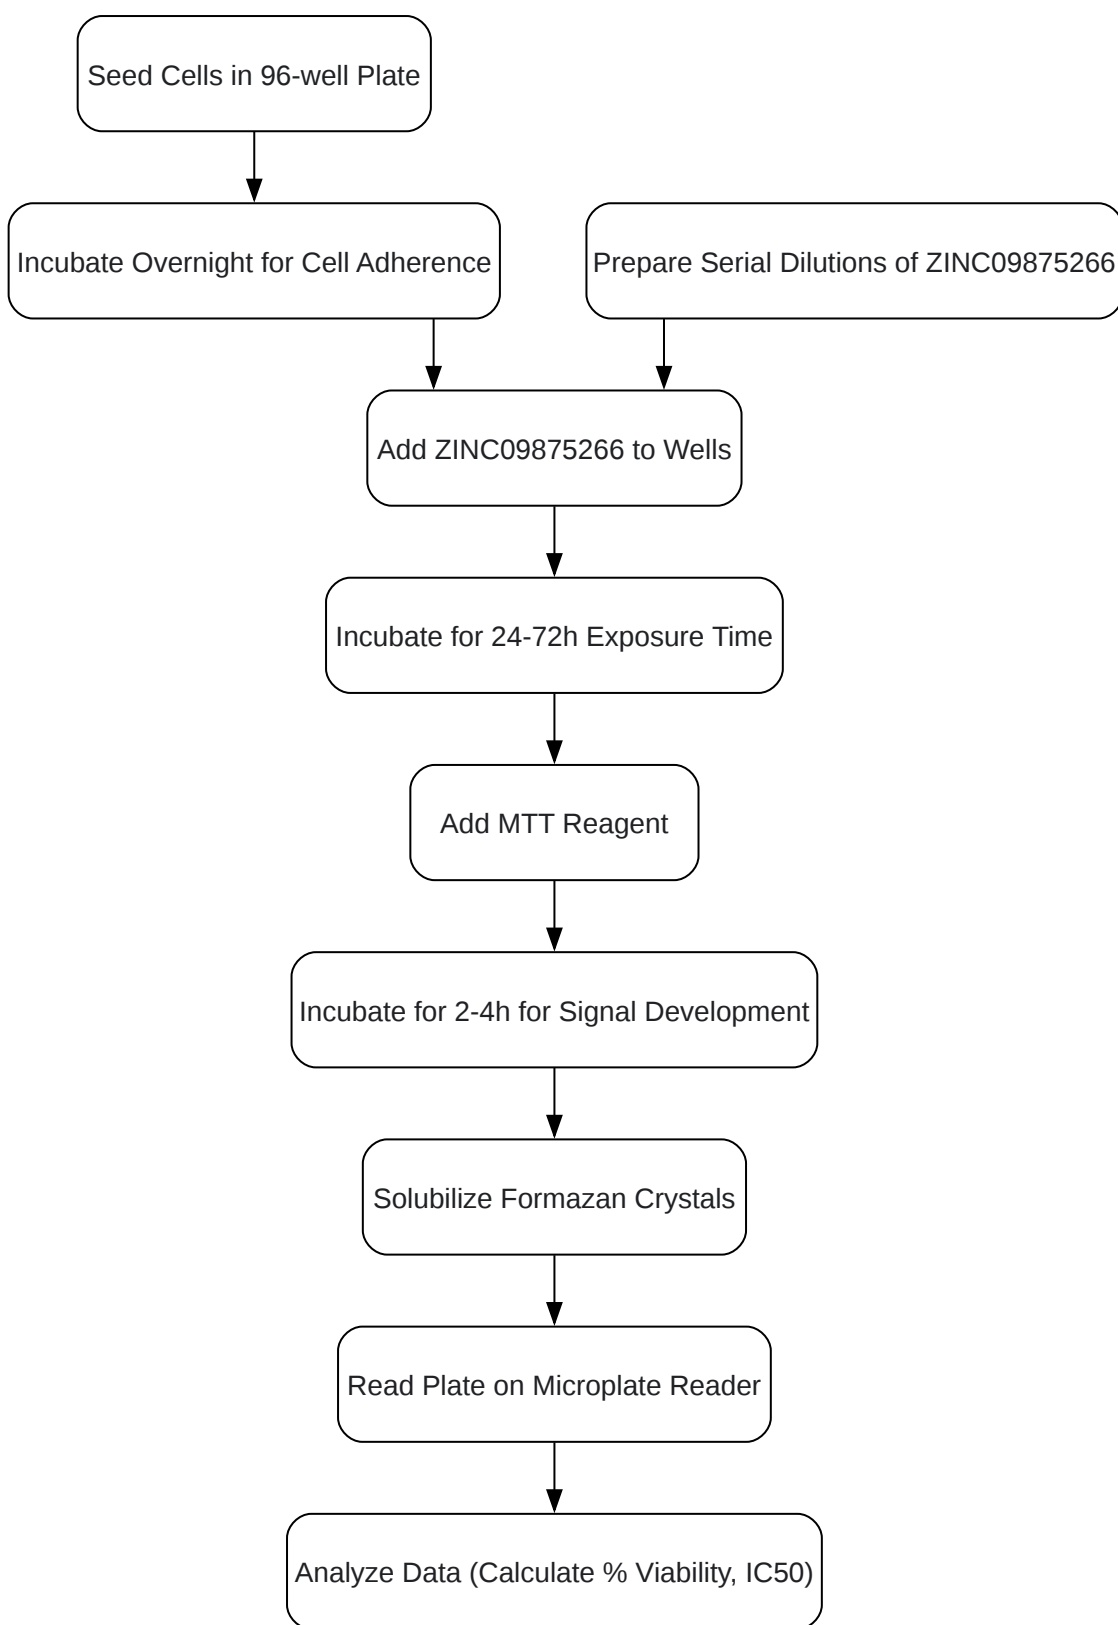 Seed Cells in 96-well Plate
Incubate Overnight for Cell Adherence
Prepare Serial Dilutions of ZINC09875266
Add ZINC09875266 to Wells
Incubate for 24-72h Exposure Time
Add MTT Reagent
Incubate for 2-4h for Signal Development
Solubilize Formazan Crystals
Read Plate on Microplate Reader
Analyze Data (Calculate % Viability, IC50)